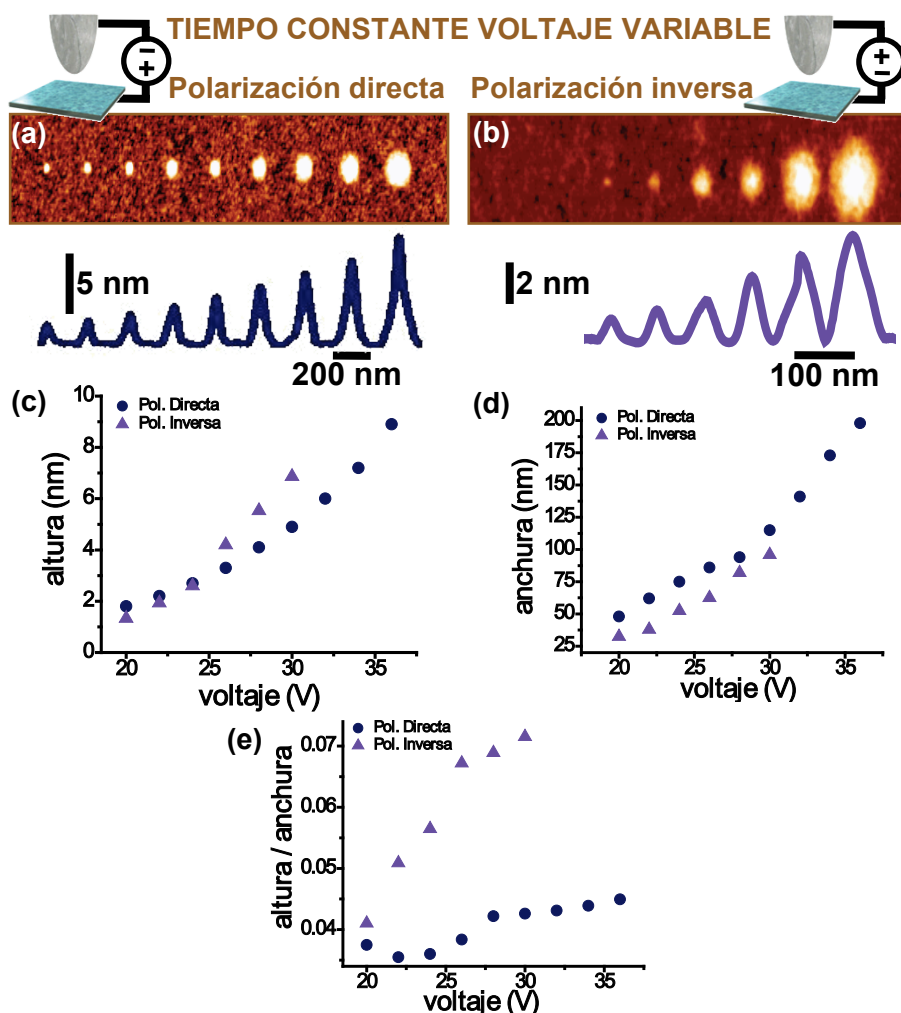 TIEMPO CONSTANTE VOLTAJE VARIABLE
Polarización directa
Polarización inversa
−
+
+
−
(a)
(b)
5 nm
200 nm
2 nm
100 nm
(c)
Pol. Directa
Pol. Inversa
10
8
6
4
2
0
altura (nm)
20 25 30 35
voltaje (V)
(d)
Pol. Directa
Pol. Inversa
200
175
150
125
100
75
50
25
anchura (nm)
20 25 30 35
voltaje (V)
(e)
Pol. Directa
Pol. Inversa
0.07
0.06
0.05
0.04
altura / anchura
20 25 30 35
voltaje (V)